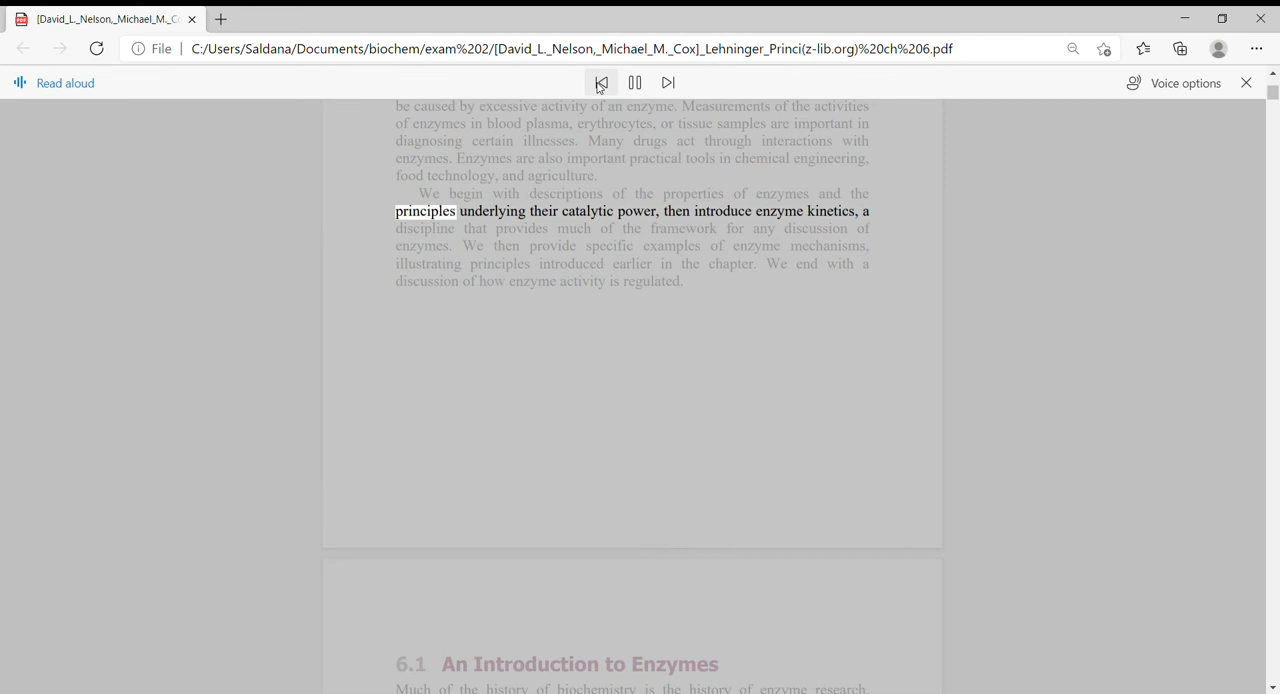 [David_L._Nelson,_Michael_M._C
File
C:/Users/Saldana/Documents/biochem/exam%202/[David_L._Nelson,_Michael_M._Cox]_Lehninger_Princi(z-lib.org)%20ch%206.pdf
Read aloud
Voice options
be caused by excessive activity of an enzyme. Measurements of the activities
of enzymes in blood plasma, erythrocytes, or tissue samples are important in
diagnosing certain illnesses. Many drugs act through interactions with
enzymes. Enzymes are also important practical tools in chemical engineering,
food technology, and agriculture.
We begin with descriptions of the properties of enzymes and the
principles underlying their catalytic power, then introduce enzyme kinetics, a
discipline that provides much of the framework for any discussion of
enzymes. We then provide specific examples of enzyme mechanisms,
illustrating principles introduced earlier in the chapter. We end with a
discussion of how enzyme activity is regulated.
6.1 An Introduction to Enzymes
Much of the history of biochemistry is the history of enzyme research.